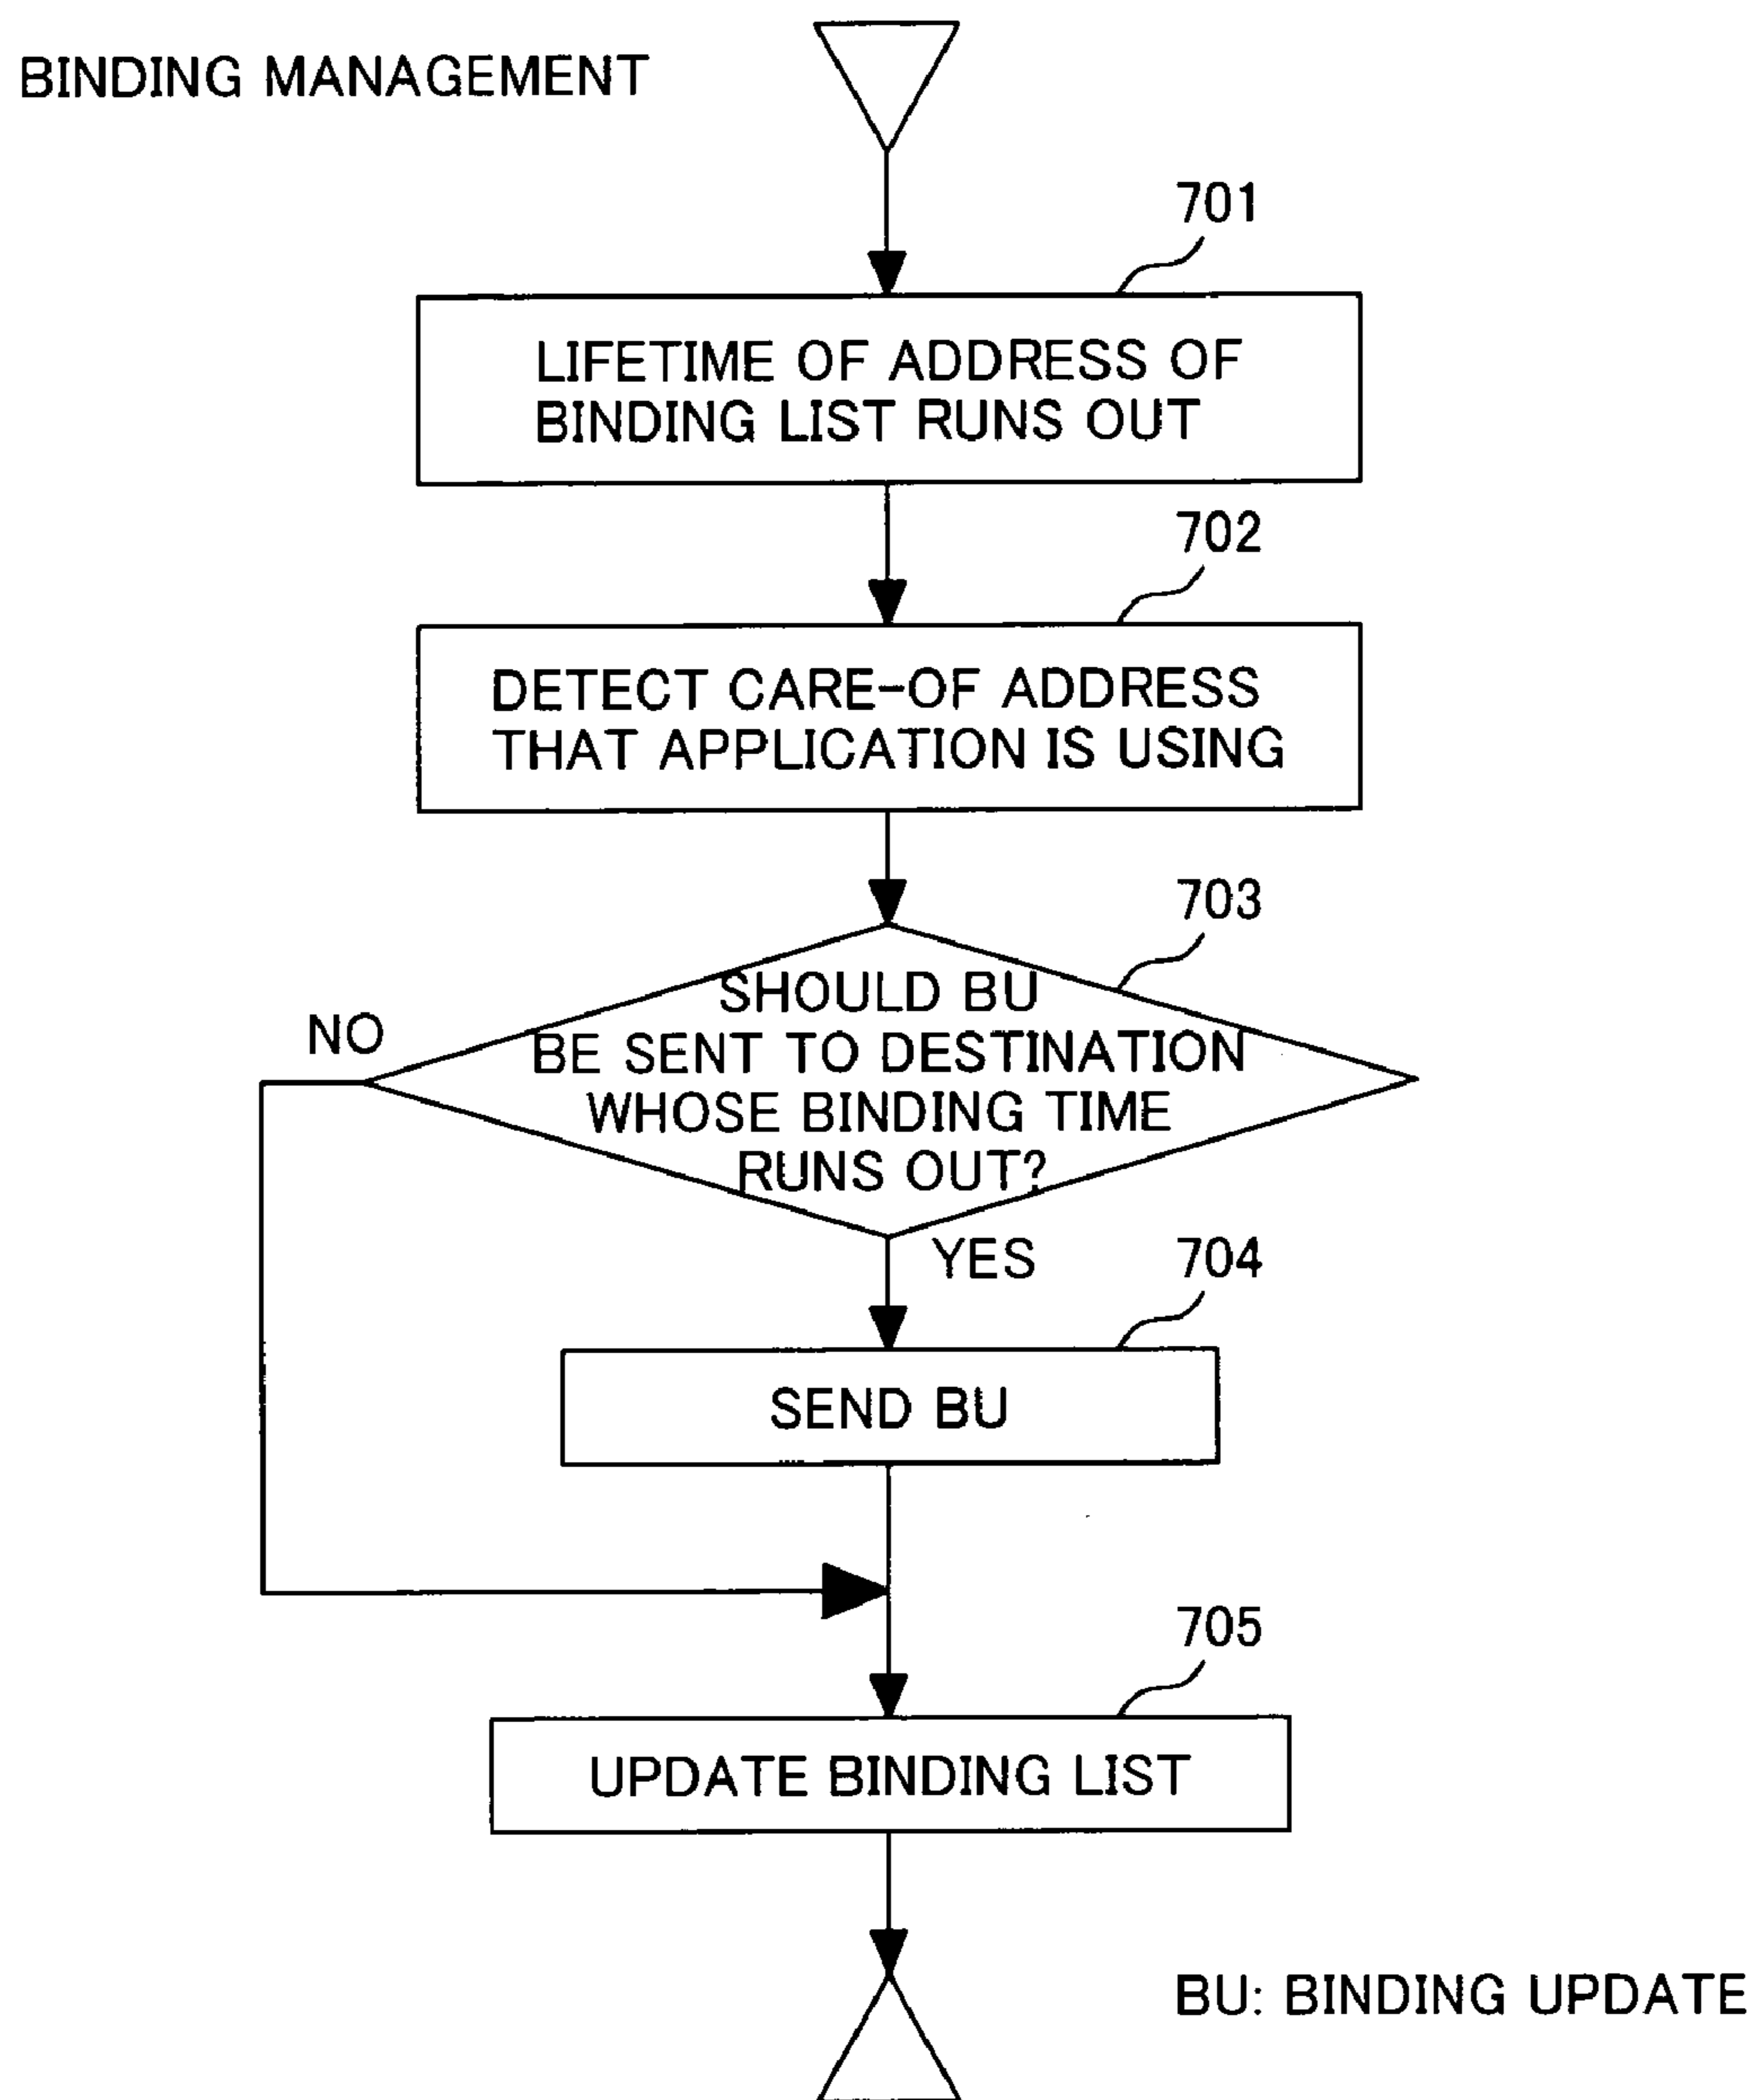 BINDING MANAGEMENT
701
LIFETIME OF ADDRESS OF
BINDING LIST RUNS OUT
702
DETECT CARE-OF ADDRESS
THAT APPLICATION IS USING
703
SHOULD BU
BE SENT TO DESTINATION
WHOSE BINDING TIME
RUNS OUT?
NO
YES
704
SEND BU
705
UPDATE BINDING LIST
BU: BINDING UPDATE